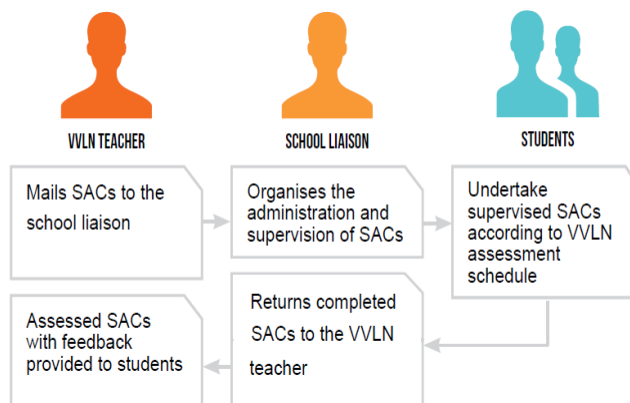 VVLN TEACHER
SCHOOL LIAISON
STUDENTS
Mails SACs to the
school liaison
Organises the
administration and
supervision of SACs
Undertake
supervised SACs
according to VVLN
assessment
schedule
Returns completed
SACs to the VVLN
teacher
Assessed SACs
with feedback
provided to students